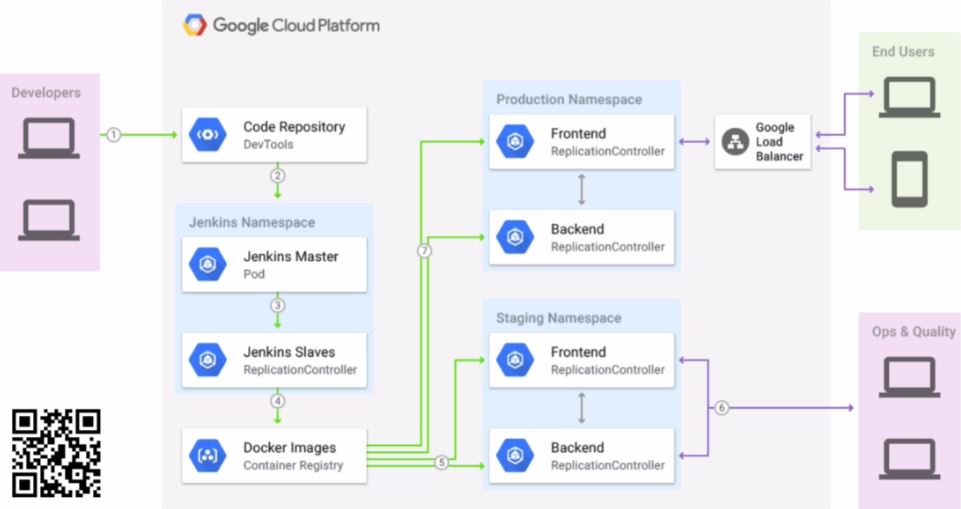 Google Cloud Platform
Developers
1
Code Repository
DevTools
2
Jenkins Namespace
Jenkins Master
Pod
3
Jenkins Slaves
ReplicationController
4
Docker Images
Container Registry
5
7
Production Namespace
Frontend
ReplicationController
Backend
ReplicationController
Google
Load
Balancer
End Users
Staging Namespace
Frontend
ReplicationController
Backend
ReplicationController
6
Ops & Quality